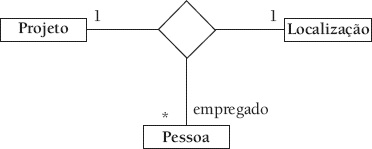 1 1
Projeto Localização
* empregado
Pessoa